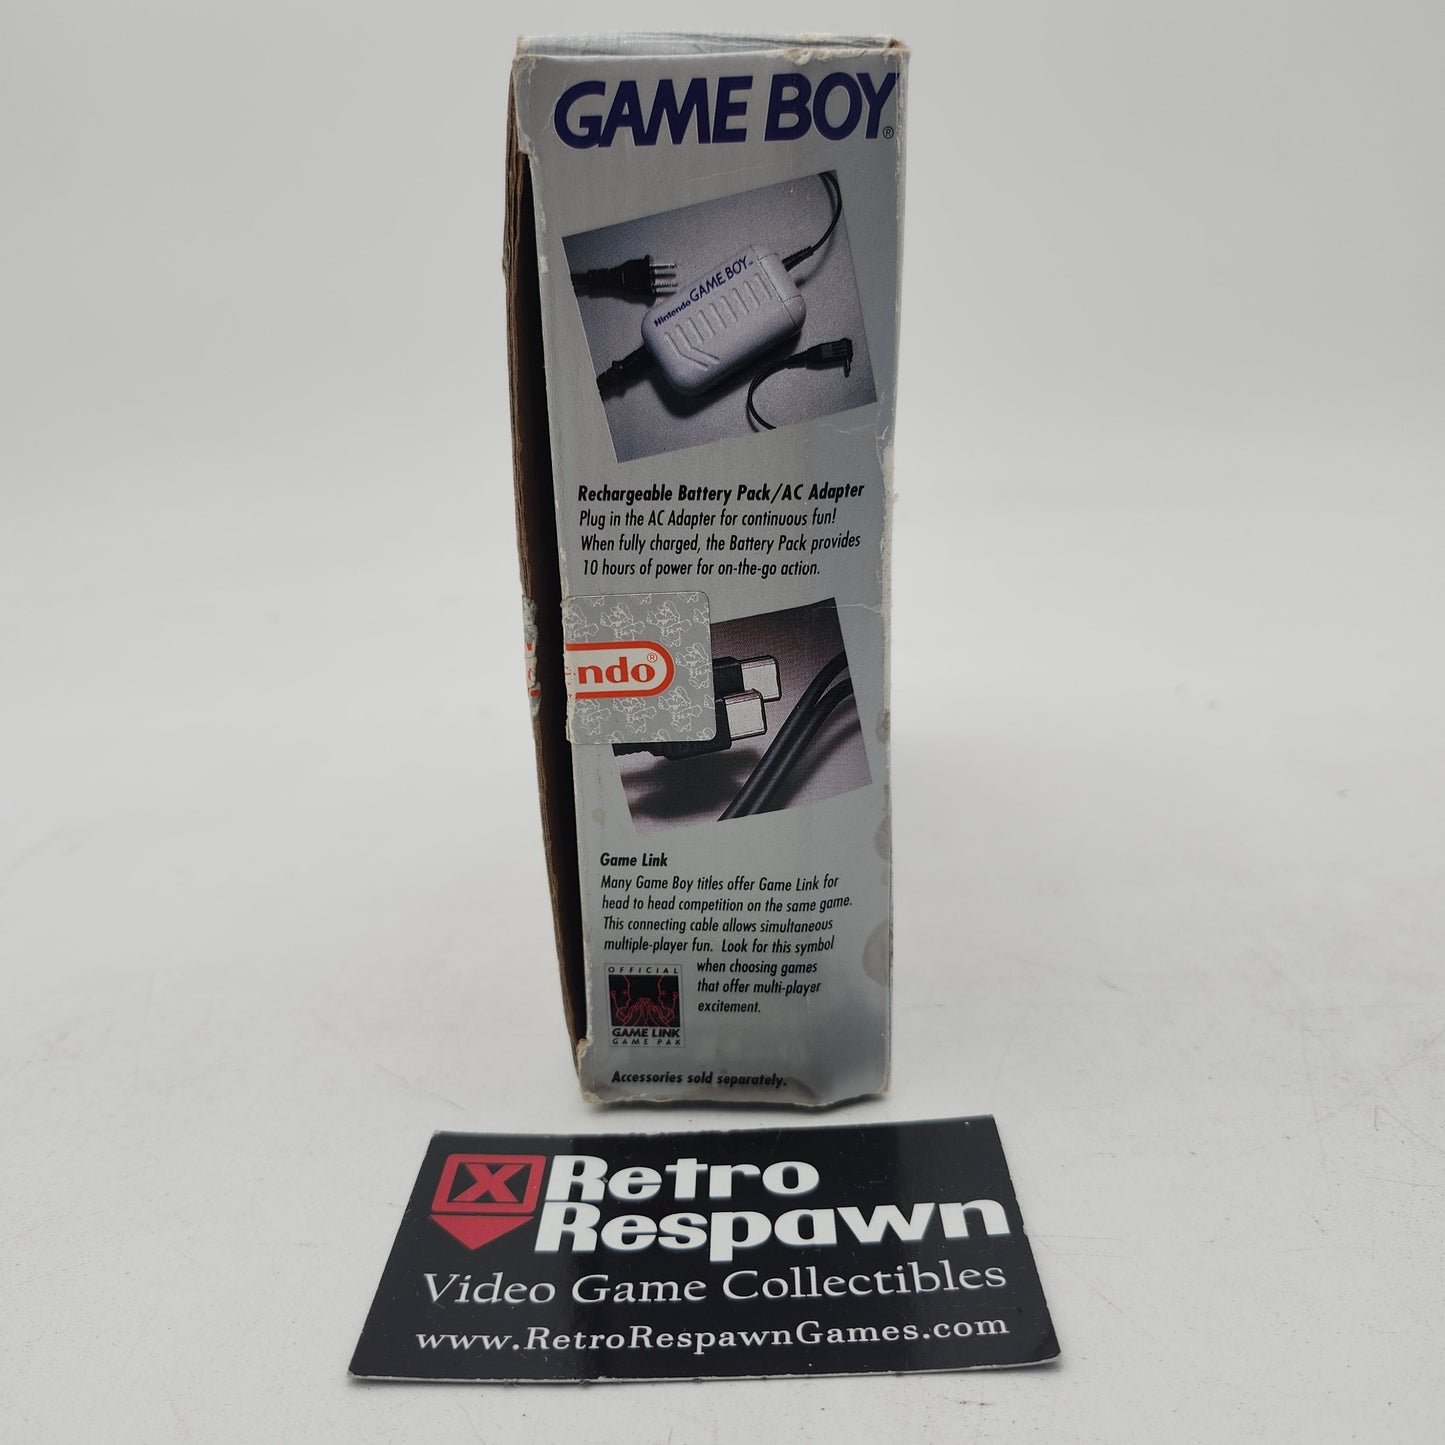 GAME BOY®
Nintendo GAME BOY™
Rechargeable Battery Pack/AC Adapter
Plug in the AC Adapter for continuous fun!
When fully charged, the Battery Pack provides
10 hours of power for on-the-go action.
ndo®
Game Link
Many Game Boy titles offer Game Link for
head to head competition on the same game.
This connecting cable allows simultaneous
multiple-player fun. Look for this symbol
when choosing games
that offer multi-player
excitement.
OFFICIAL
GAME LINK
GAME PAK
Accessories sold separately.
X Retro
Respawn
Video Game Collectibles
www.RetroRespawnGames.com